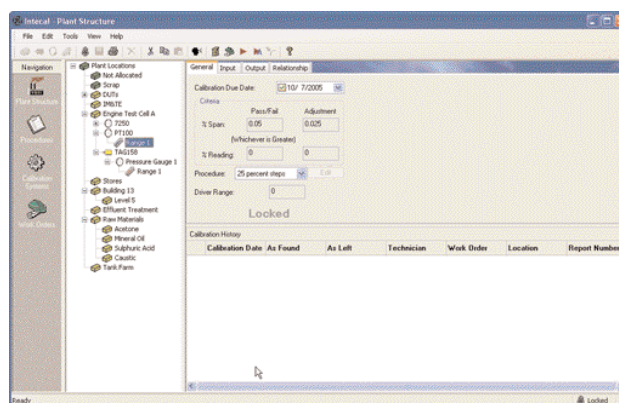 Intecal - Plant Structure
File Edit Tools View Help
Navigation
Plant Structure
Procedures
Calibration Systems
Work Orders
Plant Locations
Not Allocated
Scrap
DUTs
IM&TE
Engine Test Cell A
7250
PT100
Range 1
TAG158
Pressure Gauge 1
Range 1
Stores
Building 13
Level 5
Effluent Treatment
Raw Materials
Acetone
Mineral Oil
Sulphuric Acid
Caustic
Tank Farm
General Input Output Relationship
Calibration Due Date: 10/ 7/2005
Criteria
Pass/Fail Adjustment
% Span: 0.05 0.025
(Whichever is Greater)
% Reading: 0 0
Procedure: 25 percent steps Edit
Driver Range: 0
Locked
Calibration History
Calibration Date As Found As Left Technician Work Order Location Report Number
Ready Locked